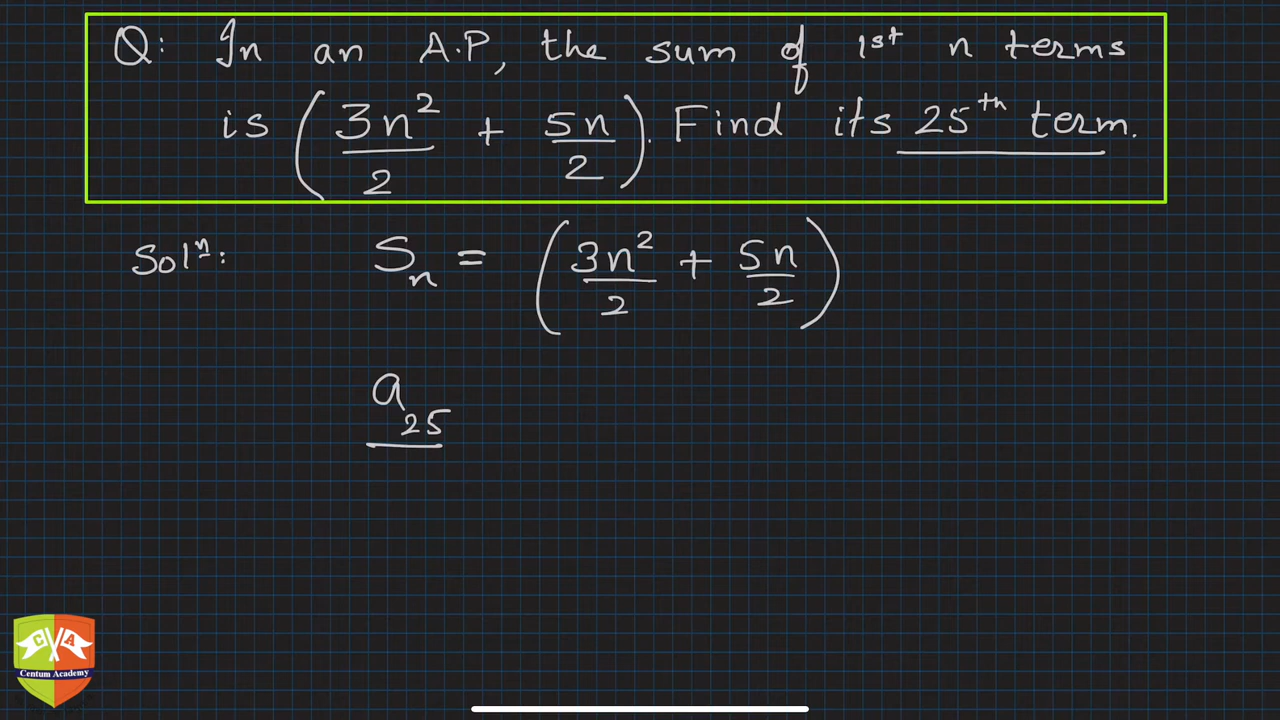 Q: In an A.P, the sum of 1st n terms
is (3n²/2 + 5n/2). Find its 25th term.
Solⁿ: Sₙ = (3n²/2 + 5n/2)
a₂₅
C A
Centum Academy